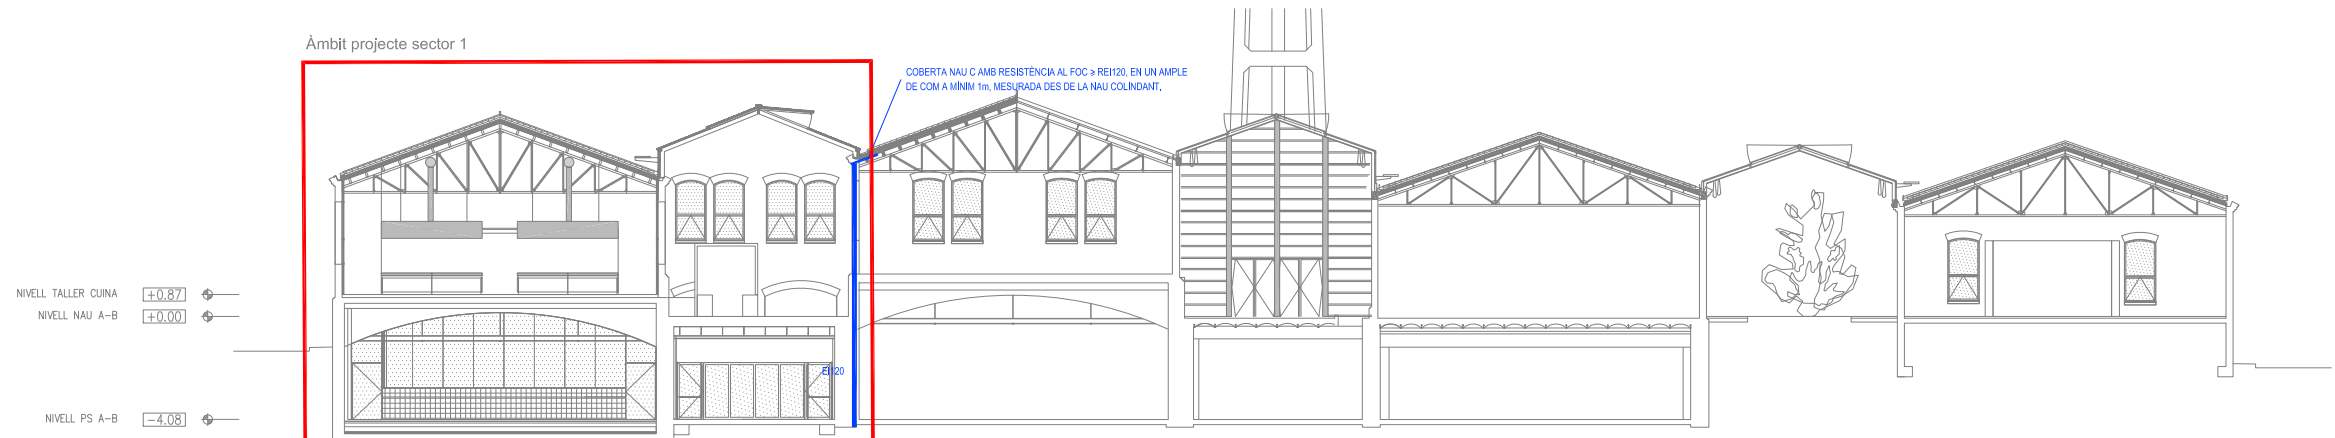 Àmbit projecte sector 1
COBERTA NAU C AMB RESISTÈNCIA AL FOC ≥ REI120, EN UN AMPLE
DE COM A MÍNIM 1m, MESURADA DES DE LA NAU COLINDANT,
NIVELL TALLER CUINA +0.87
NIVELL NAU A-B +0.00
EI120
NIVELL PS A-B -4.08